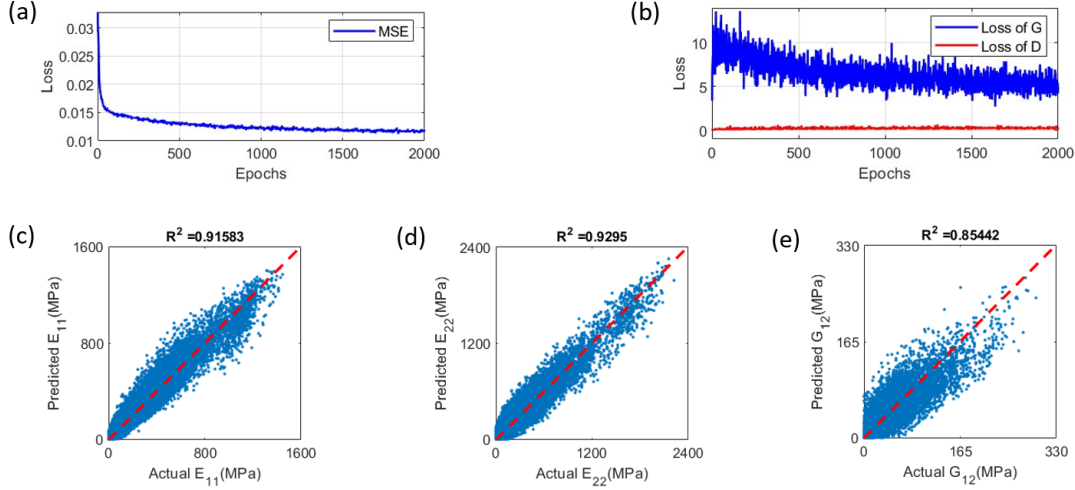 (a)
0.03
0.025
0.02
0.015
0.01
Loss
MSE
0
500
1000
1500
2000
Epochs
(b)
10
5
0
Loss
Loss of G
Loss of D
0
500
1000
1500
2000
Epochs
(c)
R² =0.91583
1600
800
0
Predicted E₁₁(MPa)
0
800
1600
Actual E₁₁(MPa)
(d)
R² =0.9295
2400
1200
0
Predicted E₂₂(MPa)
0
1200
2400
Actual E₂₂(MPa)
(e)
R² =0.85442
330
165
0
Predicted G₁₂(MPa)
0
165
330
Actual G₁₂(MPa)